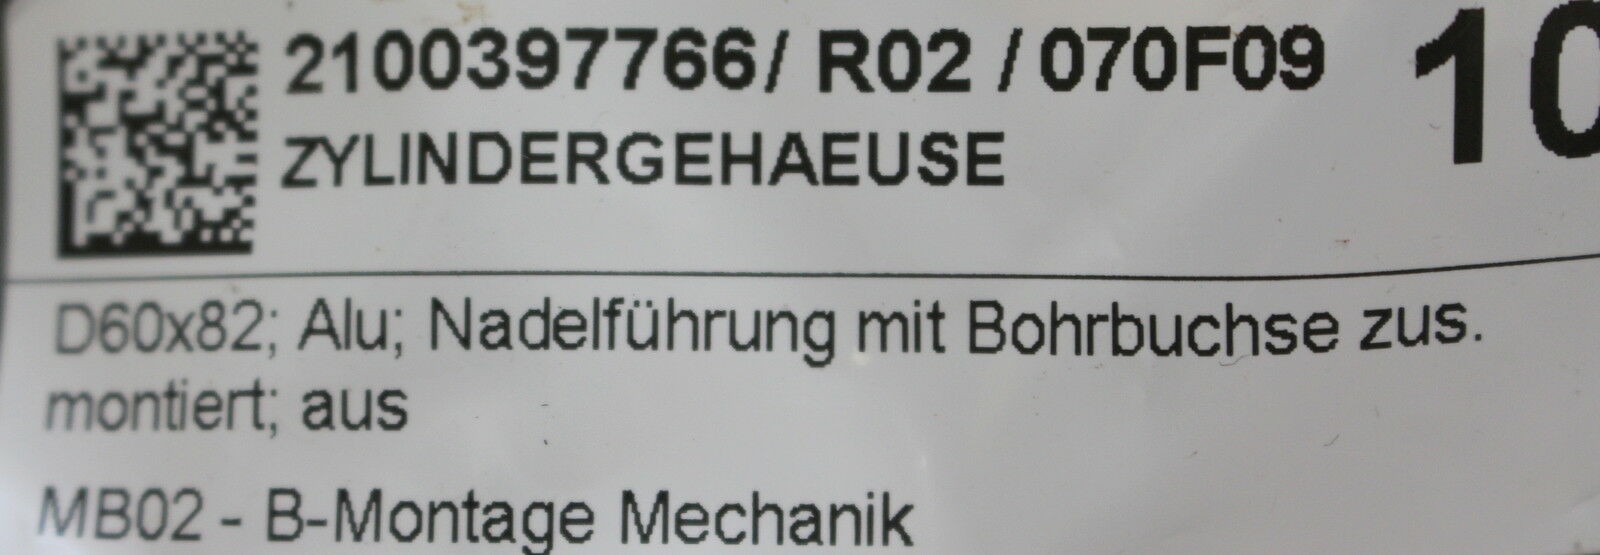 2100397766/ R02 / 070F09 10
ZYLINDERGEHAEUSE
D60x82; Alu; Nadelführung mit Bohrbuchse zus.
montiert; aus
MB02 - B-Montage Mechanik